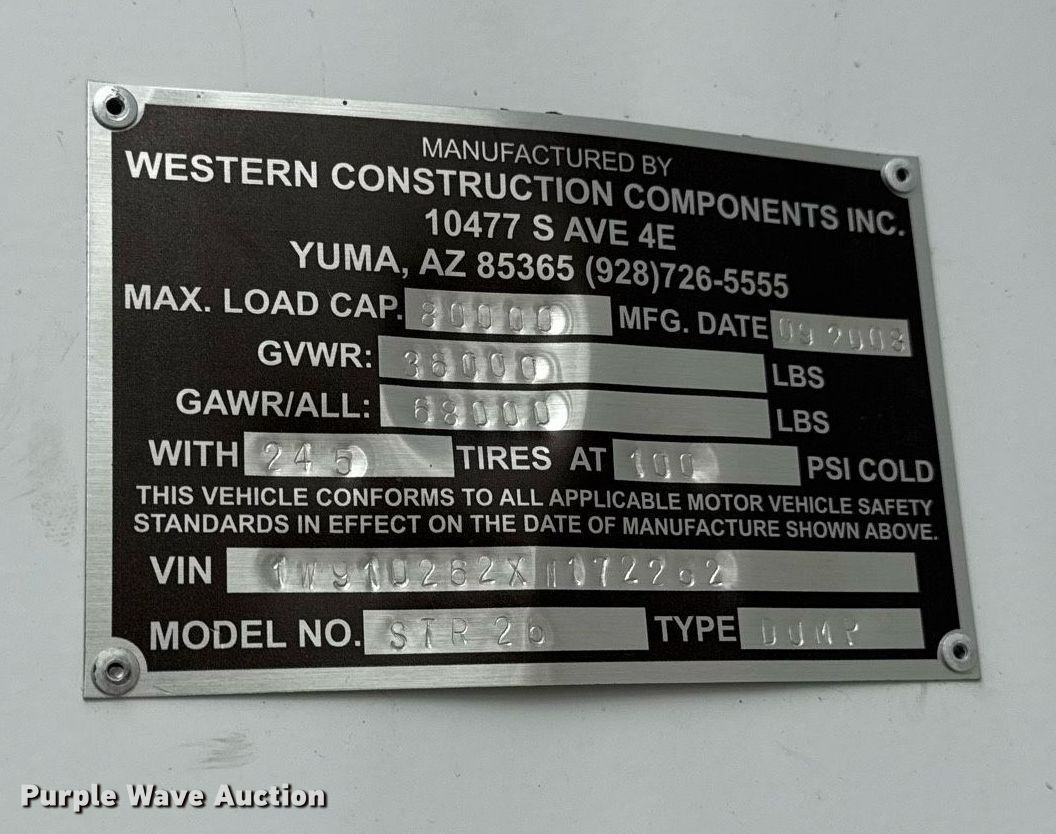 MANUFACTURED BY
WESTERN CONSTRUCTION COMPONENTS INC.
10477 S AVE 4E
YUMA, AZ 85365 (928)726-5555
MAX. LOAD CAP. 80000 MFG. DATE 09 2008
GVWR: 36000 LBS
GAWR/ALL: 68000 LBS
WITH 245 TIRES AT 100 PSI COLD
THIS VEHICLE CONFORMS TO ALL APPLICABLE MOTOR VEHICLE SAFETY
STANDARDS IN EFFECT ON THE DATE OF MANUFACTURE SHOWN ABOVE.
VIN
MODEL NO. STR 26 TYPE DUMP
Purple Wave Auction